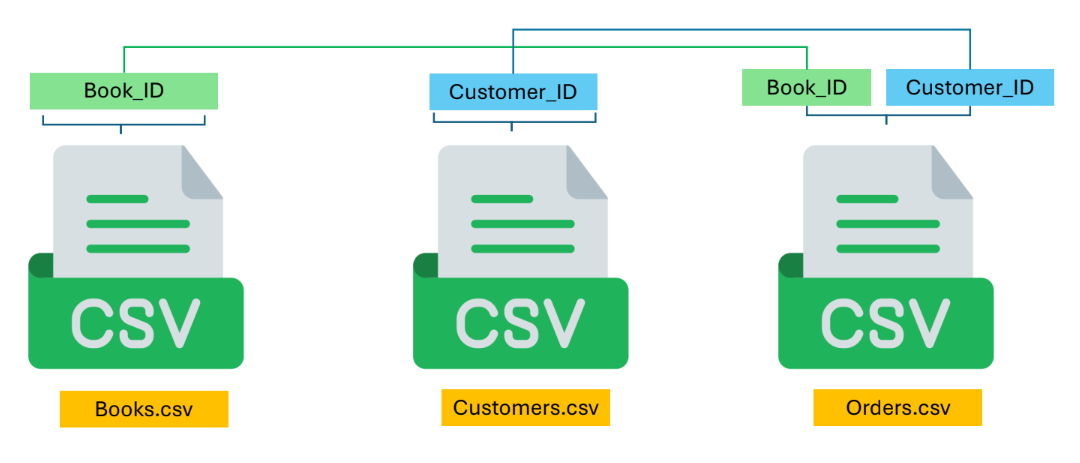 Book_ID
Customer_ID
Book_ID
Customer_ID
CSV
CSV
CSV
Books.csv
Customers.csv
Orders.csv